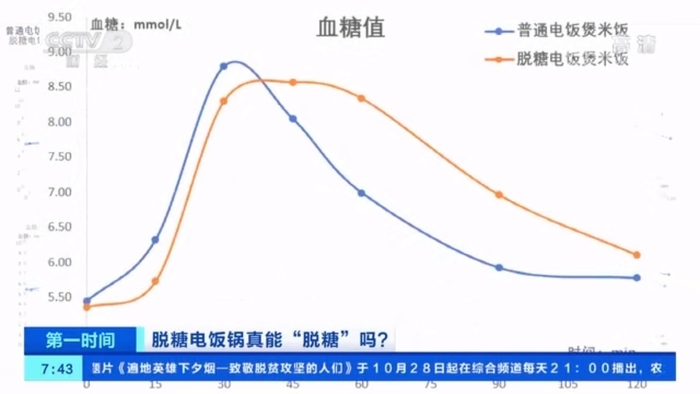 9.50
血糖：mmol/L
血糖值
普通电饭煲米饭
脱糖电饭煲米饭
普通电饭
脱糖电
CCTV 2
财经
高清
9.00
8.50
8.00
7.50
7.00
6.50
6.00
5.50
0
15
30
45
60
75
90
105
120
时间：min
第一时间
脱糖电饭锅真能“脱糖”吗？
7:43
片《遍地英雄下夕烟—致敬脱贫攻坚的人们》于10月28日起在综合频道每天21：00播出，农